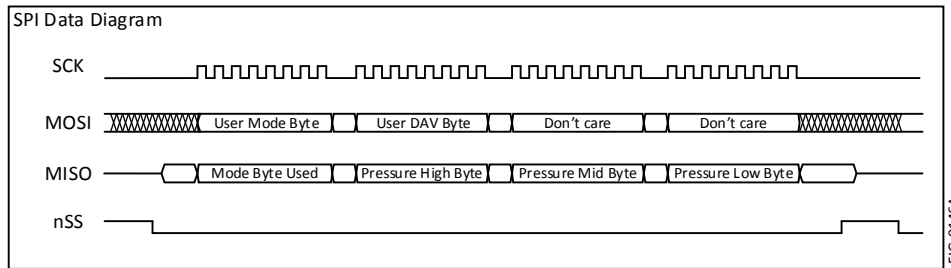 SPI Data Diagram
SCK
MOSI User Mode Byte User DAV Byte Don't care Don't care
MISO Mode Byte Used Pressure High Byte Pressure Mid Byte Pressure Low Byte
nSS